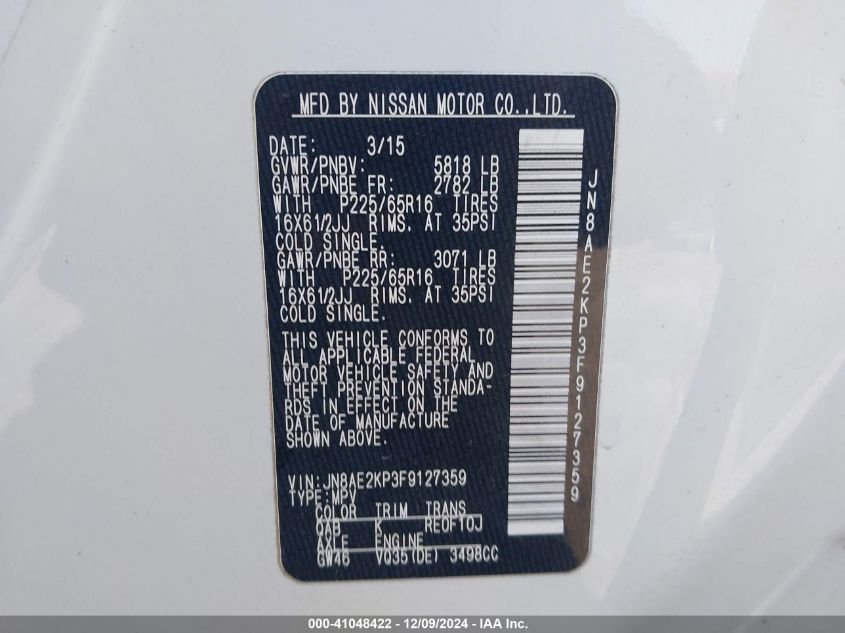 MFD BY NISSAN MOTOR CO.,LTD.
DATE: 3/15
GVWR/PNBV: 5818 LB
GAWR/PNBE FR: 2782 LB
WITH P225/65R16 TIRES
16X61/2JJ RIMS, AT 35PSI
COLD SINGLE.
GAWR/PNBE RR: 3071 LB
WITH P225/65R16 TIRES
16X61/2JJ RIMS, AT 35PSI
COLD SINGLE.
THIS VEHICLE CONFORMS TO
ALL APPLICABLE FEDERAL
MOTOR VEHICLE SAFETY AND
THEFT PREVENTION STANDA-
RDS IN EFFECT ON THE
DATE OF MANUFACTURE
SHOWN ABOVE.
VIN:JN8AE2KP3F9127359
TYPE:MPV
COLOR TRIM TRANS
QAB K RE0F10J
AXLE ENGINE
GW46 VQ35(DE) 3498CC
JN8AE2KP3F9127359
000-41048422 - 12/09/2024 - IAA Inc.